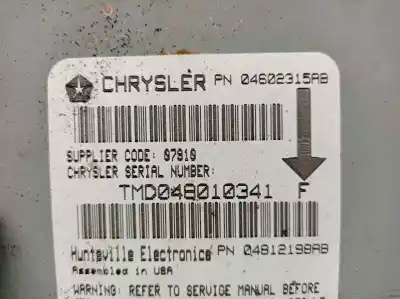 CHRYSLER PN 04602315AB
SUPPLIER CODE: 07910
CHRYSLER SERIAL NUMBER:
TMD048010341 F
Huntsville Electronics PN 04812198AB
Assembled in USA
WARNING: REFER TO SERVICE MANUAL BEFORE